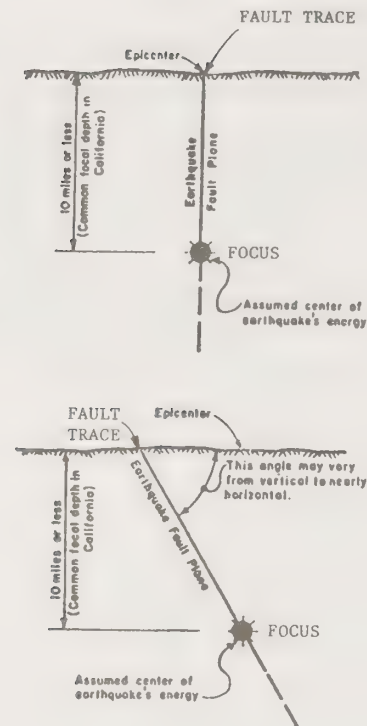 FAULT TRACE
Epicenter
10 miles or less
(Common focal depth in
California)
Earthquake
Fault Plane
FOCUS
Assumed center of
earthquake's energy
FAULT
TRACE
Epicenter
This angle may vary
from vertical to nearly
horizontal.
10 miles or less
(Common focal depth in
California)
Earthquake Fault Plane
FOCUS
Assumed center of
earthquake's energy